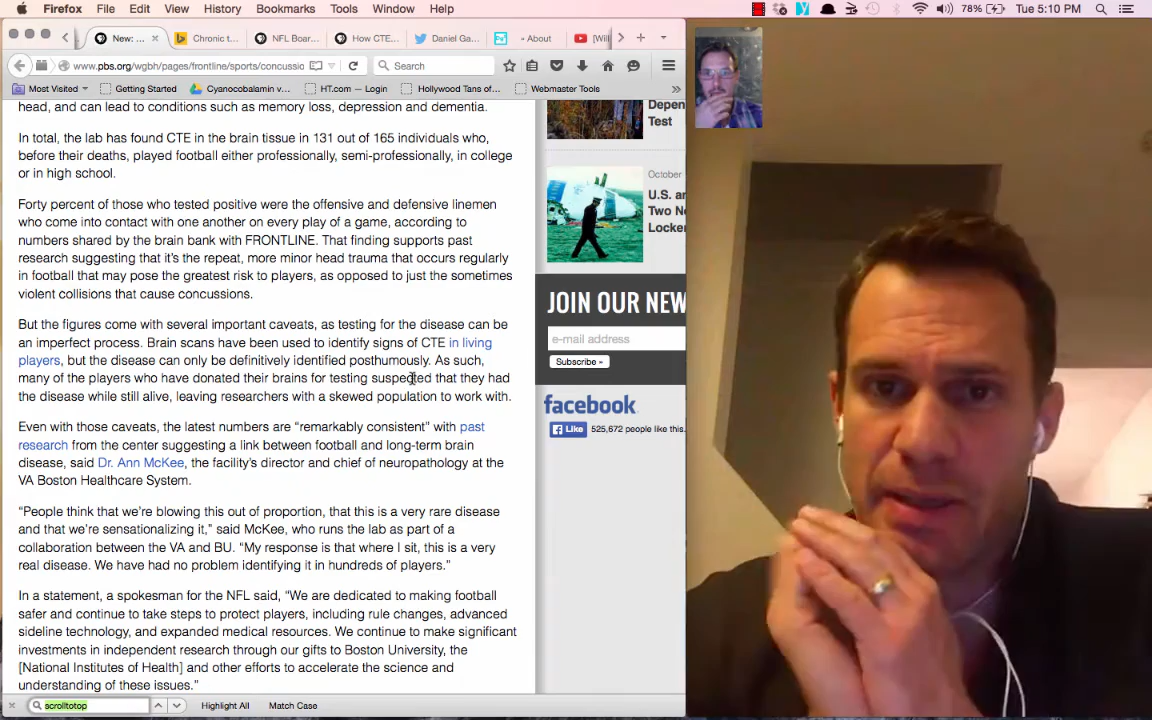 Firefox File Edit View History Bookmarks Tools Window Help 78% Tue 5:10 PM
New: ... Chronic t... NFL Boar... How CTE... Daniel Ga... About [Wil
www.pbs.org/wgbh/pages/frontline/sports/concussio Search
Most Visited Getting Started Cyanocobalamin v... HT.com — Login Hollywood Tans of... Webmaster Tools
head, and can lead to conditions such as memory loss, depression and dementia.
In total, the lab has found CTE in the brain tissue in 131 out of 165 individuals who,
before their deaths, played football either professionally, semi-professionally, in college
or in high school.
Forty percent of those who tested positive were the offensive and defensive linemen
who come into contact with one another on every play of a game, according to
numbers shared by the brain bank with FRONTLINE. That finding supports past
research suggesting that it's the repeat, more minor head trauma that occurs regularly
in football that may pose the greatest risk to players, as opposed to just the sometimes
violent collisions that cause concussions.
But the figures come with several important caveats, as testing for the disease can be
an imperfect process. Brain scans have been used to identify signs of CTE in living
players, but the disease can only be definitively identified posthumously. As such,
many of the players who have donated their brains for testing suspected that they had
the disease while still alive, leaving researchers with a skewed population to work with.
Even with those caveats, the latest numbers are “remarkably consistent” with past
research from the center suggesting a link between football and long-term brain
disease, said Dr. Ann McKee, the facility's director and chief of neuropathology at the
VA Boston Healthcare System.
“People think that we're blowing this out of proportion, that this is a very rare disease
and that we're sensationalizing it,” said McKee, who runs the lab as part of a
collaboration between the VA and BU. “My response is that where I sit, this is a very
real disease. We have had no problem identifying it in hundreds of players.”
In a statement, a spokesman for the NFL said, “We are dedicated to making football
safer and continue to take steps to protect players, including rule changes, advanced
sideline technology, and expanded medical resources. We continue to make significant
investments in independent research through our gifts to Boston University, the
[National Institutes of Health] and other efforts to accelerate the science and
understanding of these issues.”
Depen
Test
October
U.S. a
Two Ne
Locker
JOIN OUR NEW
e-mail address
Subscribe »
facebook
Like 525,672 people like this.
scrolltotop Highlight All Match Case